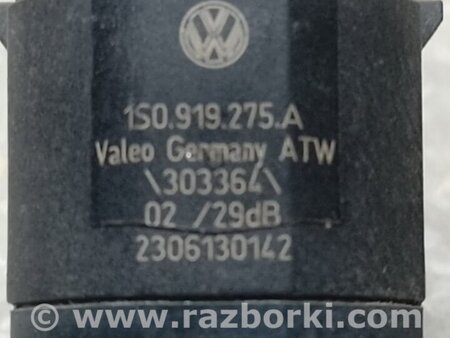 1S0.919.275.A
Valeo Germany ATW
\303364\
02 /29dB
2306130142
© www.razborki.com